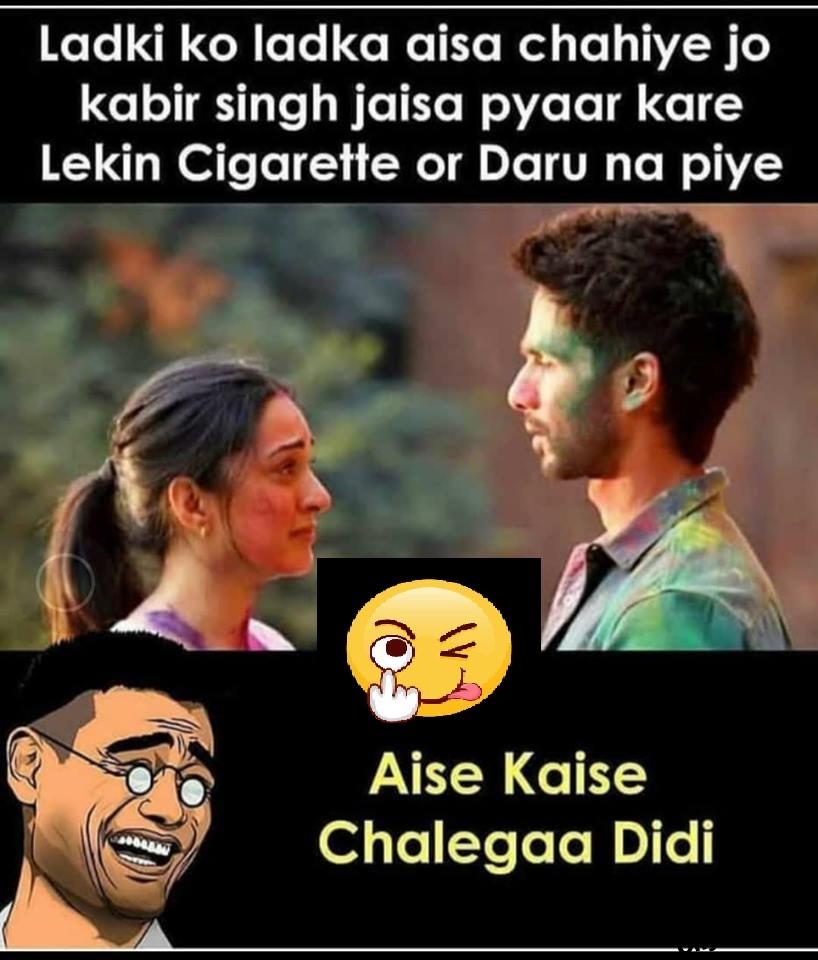 Ladki ko ladka aisa chahiye jo
kabir singh jaisa pyaar kare
Lekin Cigarette or Daru na piye
Aise Kaise
Chalegaa Didi